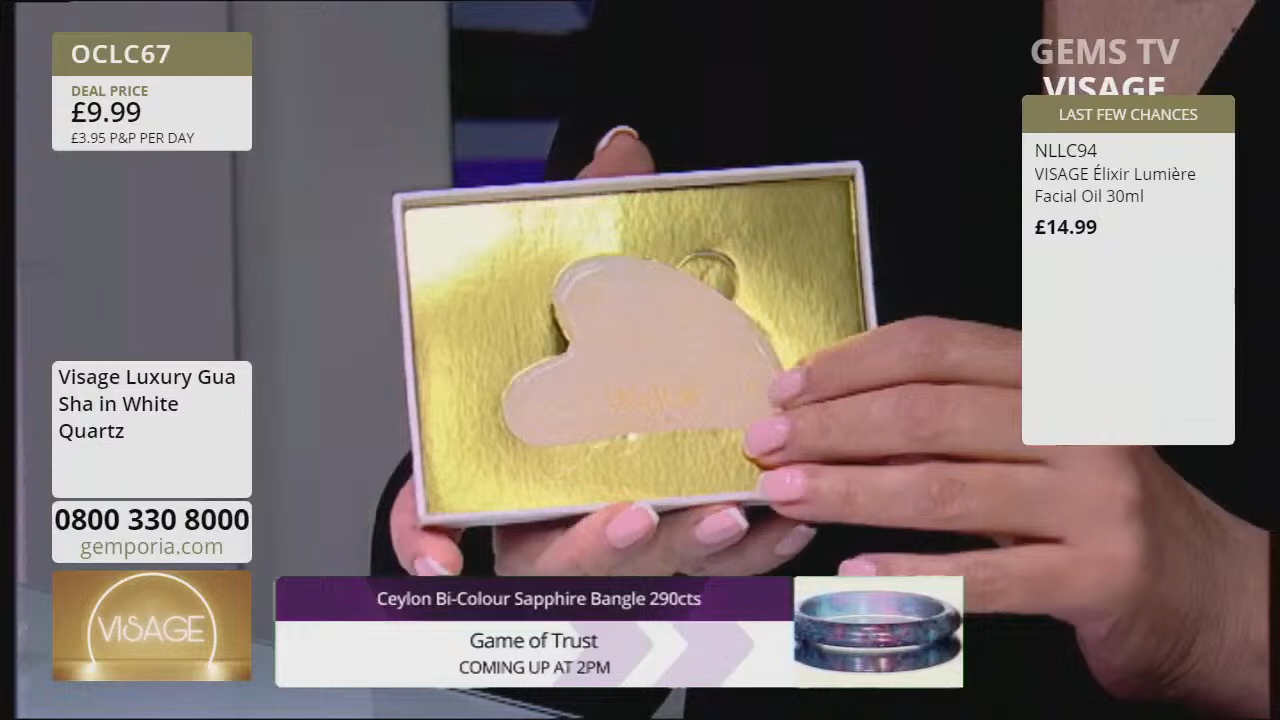 OCLC67
DEAL PRICE
£9.99
£3.95 P&P PER DAY
GEMS TV
VISAGE
LAST FEW CHANCES
NLLC94
VISAGE Élixir Lumière
Facial Oil 30ml
£14.99
Visage Luxury Gua
Sha in White
Quartz
0800 330 8000
gemporia.com
VISAGE
Ceylon Bi-Colour Sapphire Bangle 290cts
Game of Trust
COMING UP AT 2PM